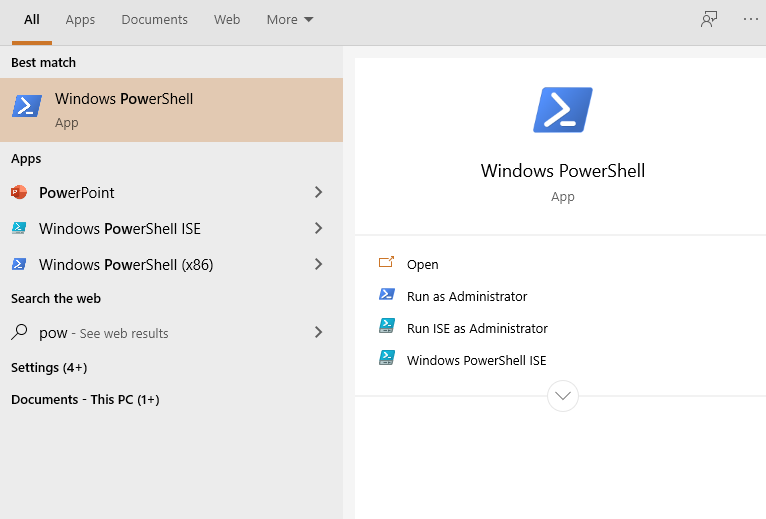 All Apps Documents Web More
Best match
Windows PowerShell
App
Apps
PowerPoint
Windows PowerShell ISE
Windows PowerShell (x86)
Search the web
pow - See web results
Settings (4+)
Documents - This PC (1+)
Windows PowerShell
App
Open
Run as Administrator
Run ISE as Administrator
Windows PowerShell ISE